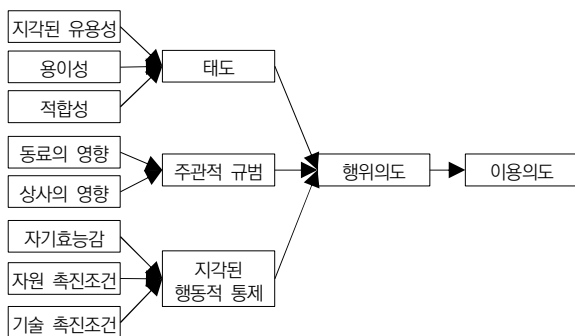 지각된 유용성
용이성
적합성
태도
동료의 영향
상사의 영향
주관적 규범
행위의도
이용의도
자기효능감
자원 촉진조건
기술 촉진조건
지각된
행동적 통제